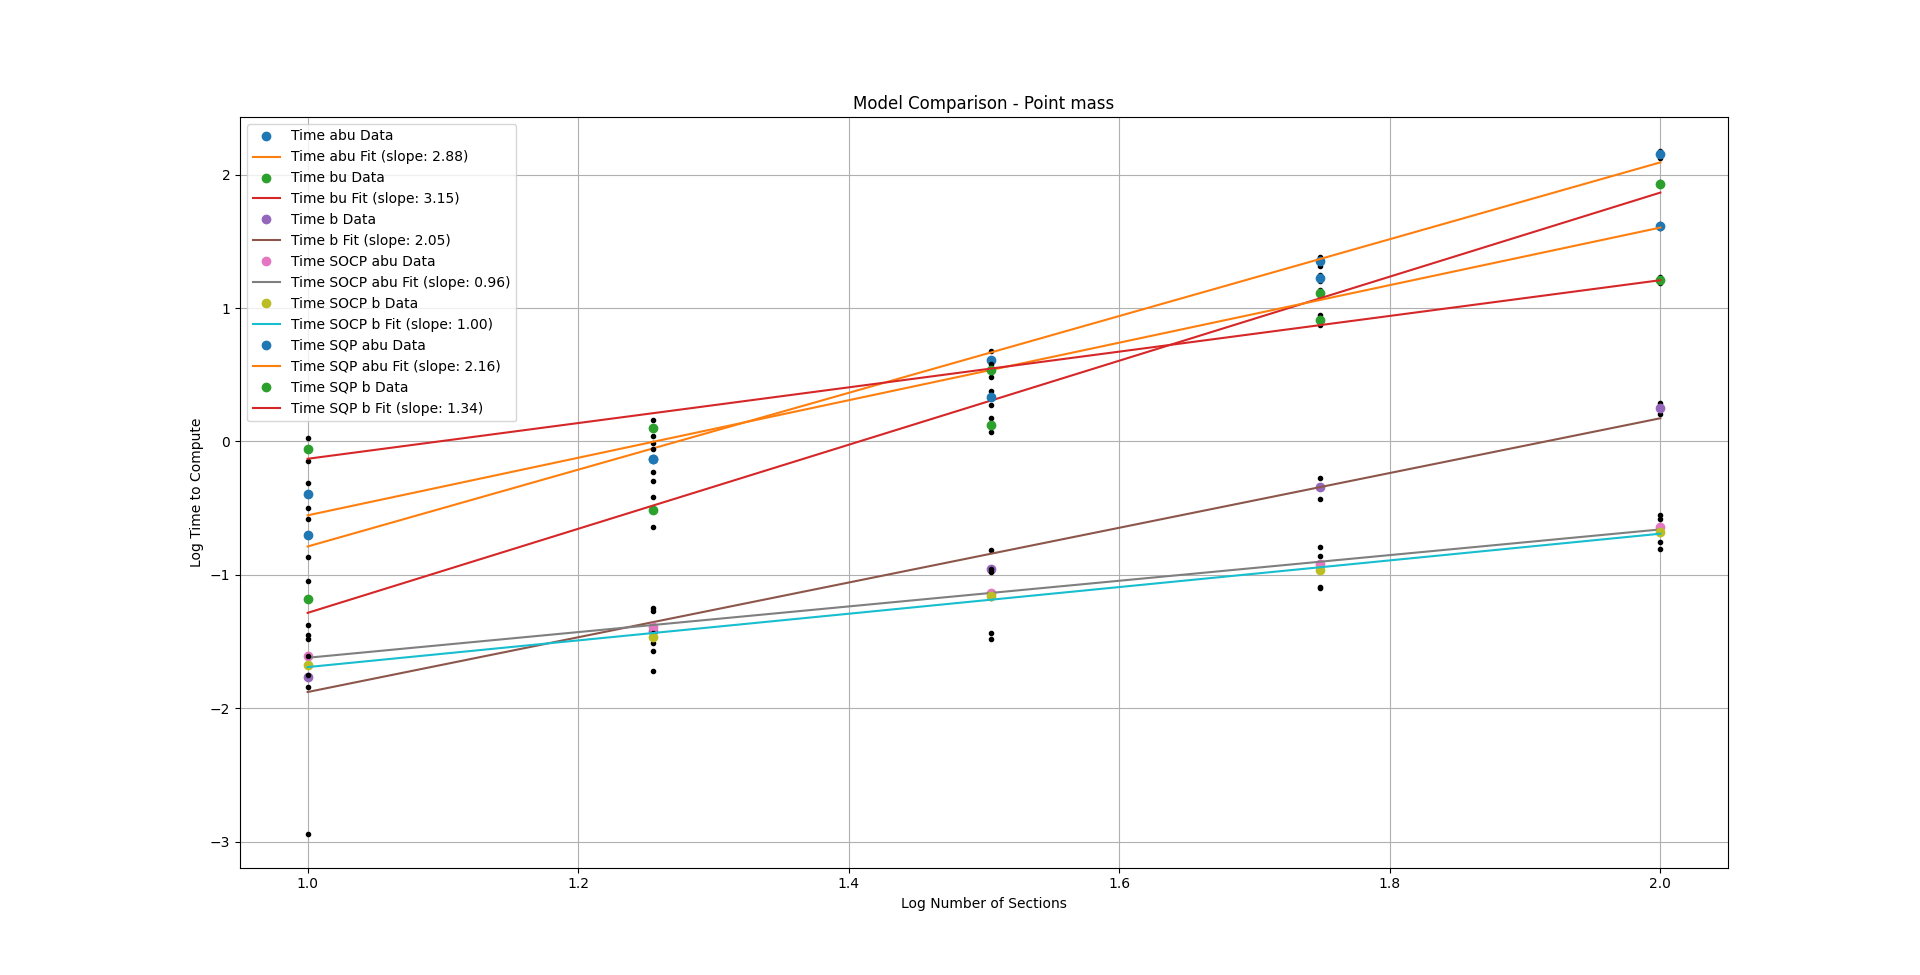 Model Comparison - Point mass
Time abu Data
Time abu Fit (slope: 2.88)
Time bu Data
Time bu Fit (slope: 3.15)
Time b Data
Time b Fit (slope: 2.05)
Time SOCP abu Data
Time SOCP abu Fit (slope: 0.96)
Time SOCP b Data
Time SOCP b Fit (slope: 1.00)
Time SQP abu Data
Time SQP abu Fit (slope: 2.16)
Time SQP b Data
Time SQP b Fit (slope: 1.34)
2
1
0
−1
−2
−3
Log Time to Compute
1.0 1.2 1.4 1.6 1.8 2.0
Log Number of Sections